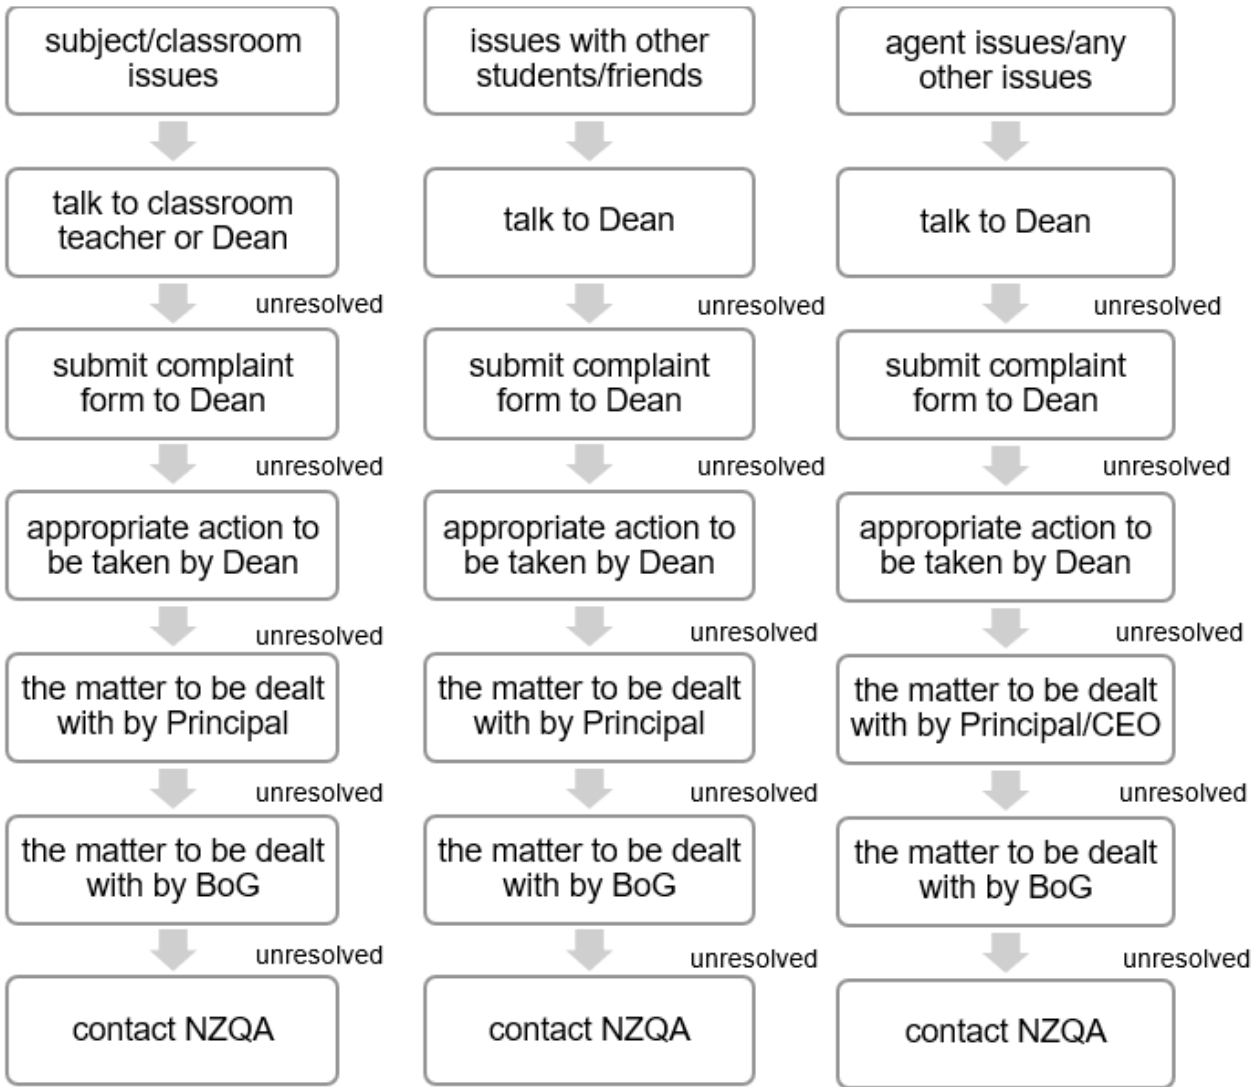 subject/classroom
issues
talk to classroom
teacher or Dean
unresolved
submit complaint
form to Dean
unresolved
appropriate action to
be taken by Dean
unresolved
the matter to be dealt
with by Principal
unresolved
the matter to be dealt
with by BoG
unresolved
contact NZQA
issues with other
students/friends
talk to Dean
unresolved
submit complaint
form to Dean
unresolved
appropriate action to
be taken by Dean
unresolved
the matter to be dealt
with by Principal
unresolved
the matter to be dealt
with by BoG
unresolved
contact NZQA
agent issues/any
other issues
talk to Dean
unresolved
submit complaint
form to Dean
unresolved
appropriate action to
be taken by Dean
unresolved
the matter to be dealt
with by Principal/CEO
unresolved
the matter to be dealt
with by BoG
unresolved
contact NZQA